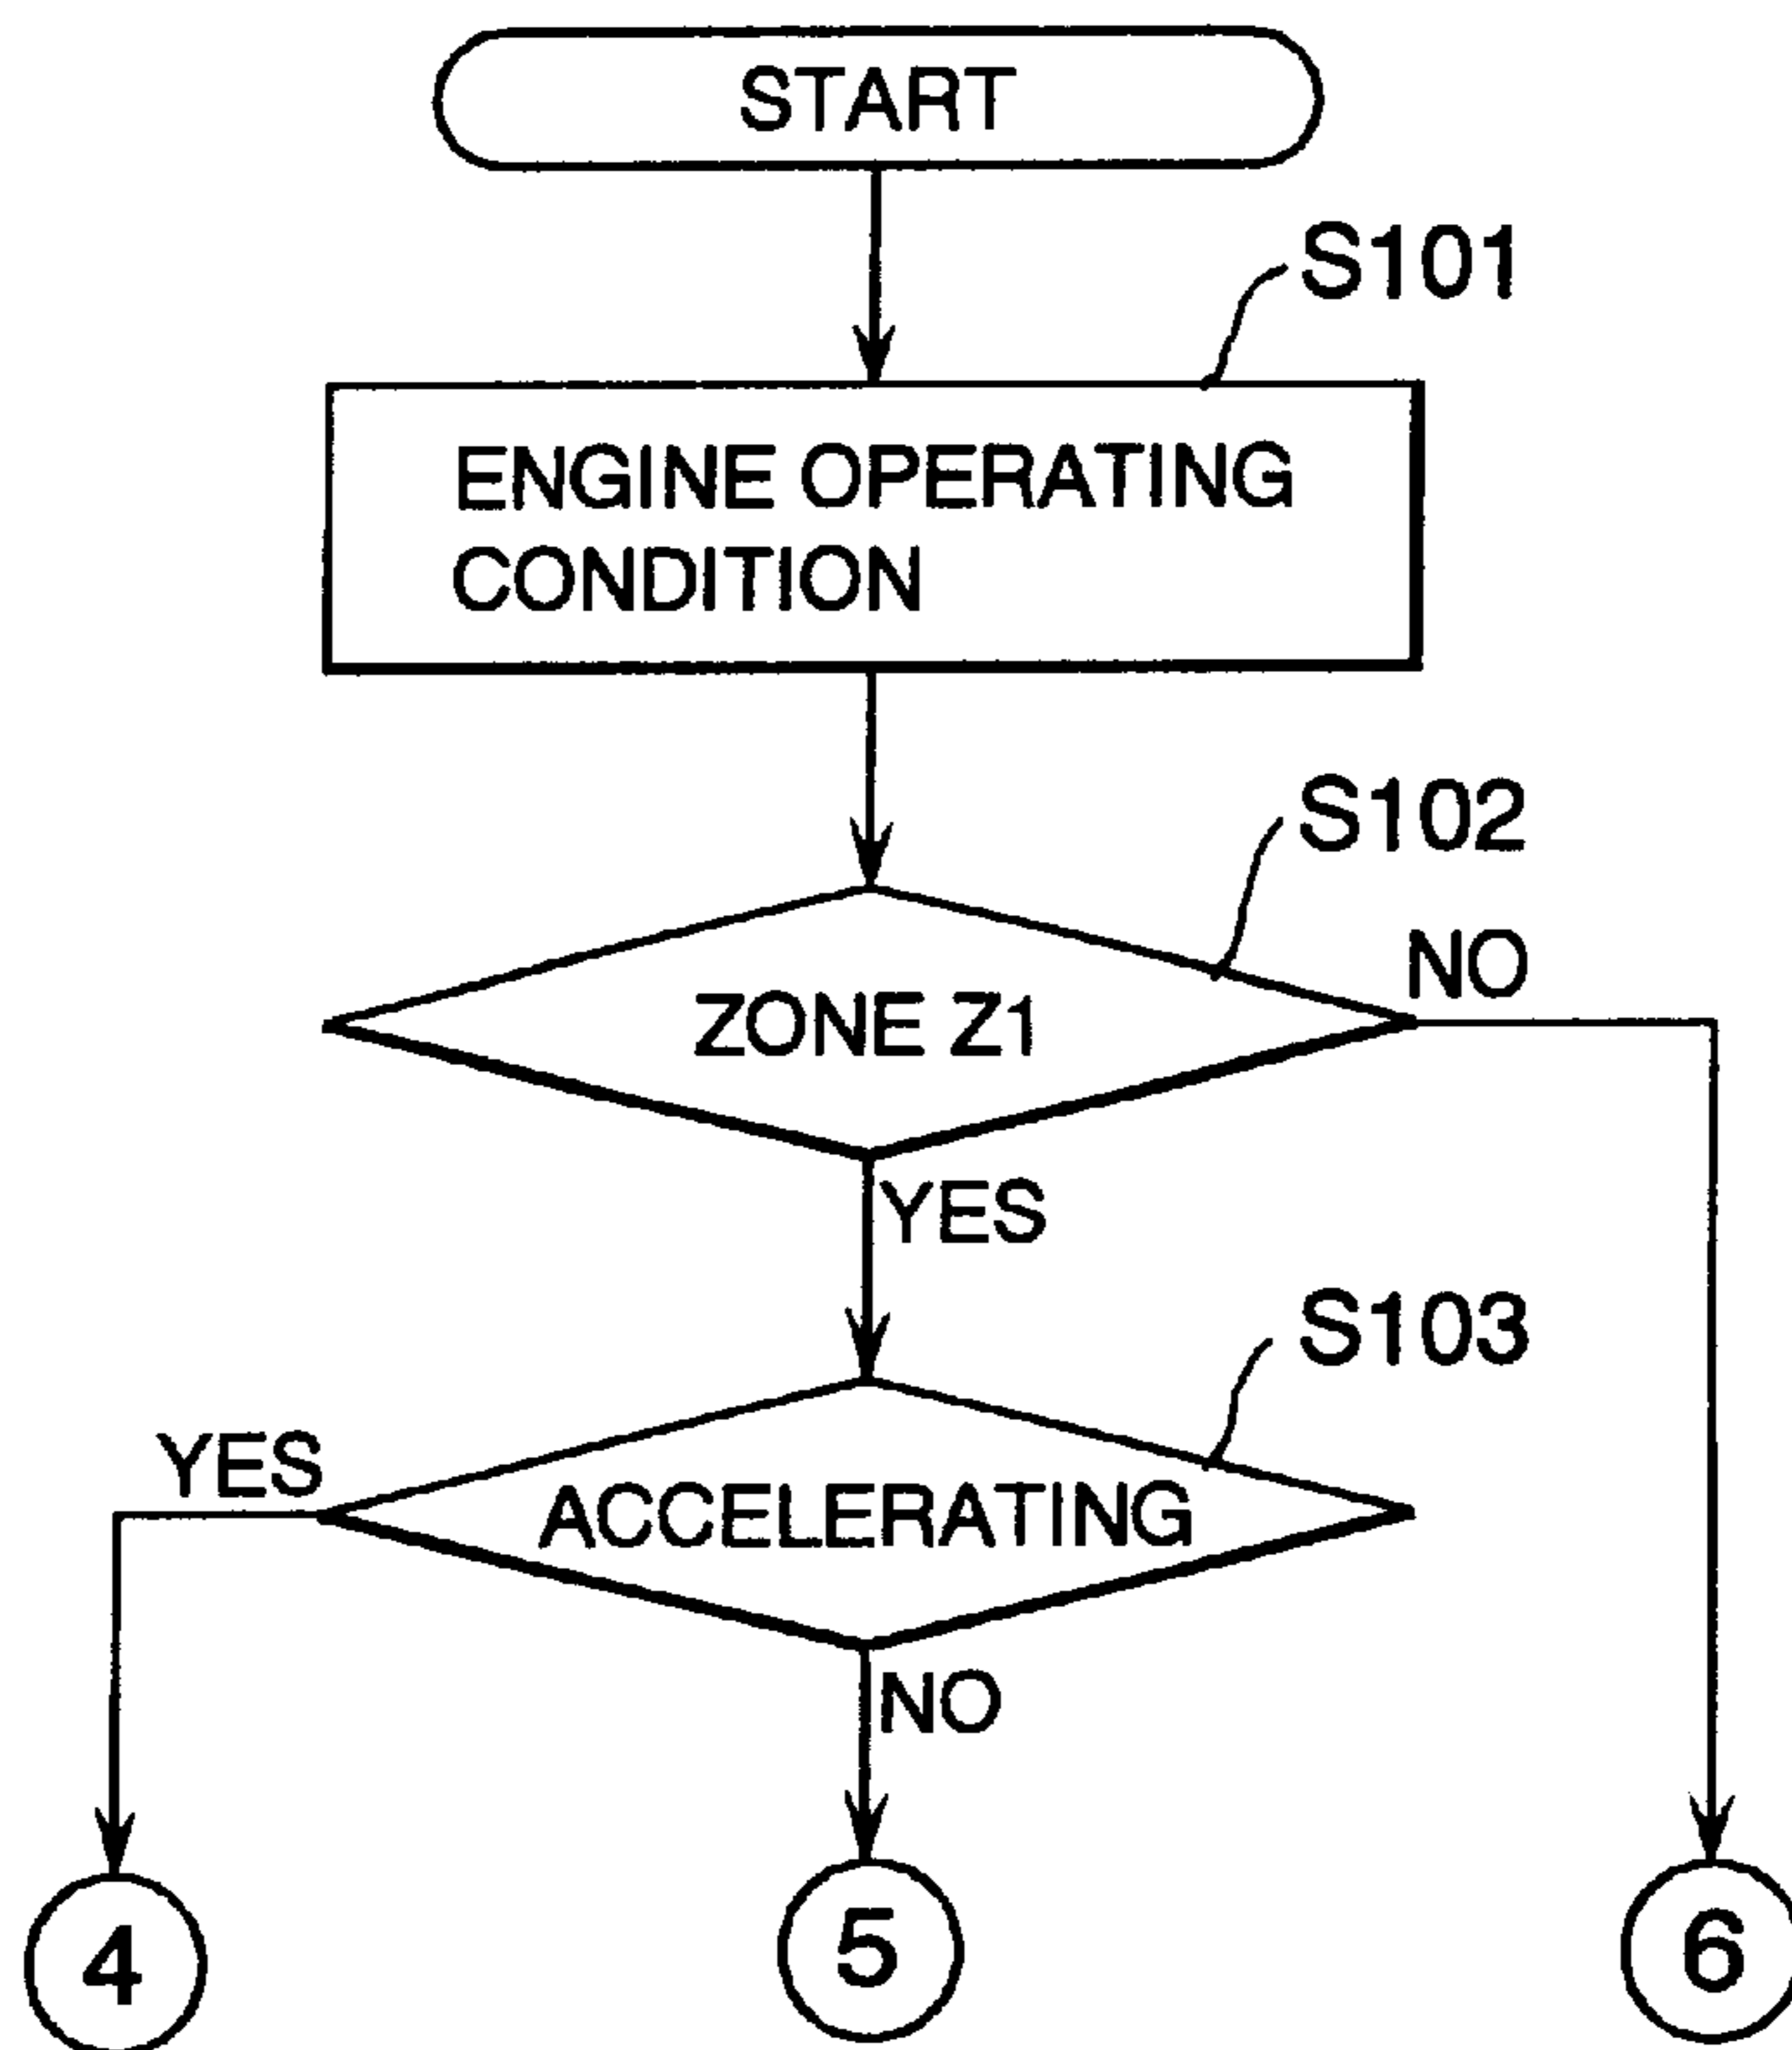 START
S101
ENGINE OPERATING
CONDITION
S102
NO
ZONE Z1
YES
S103
YES
ACCELERATING
NO
4
5
6